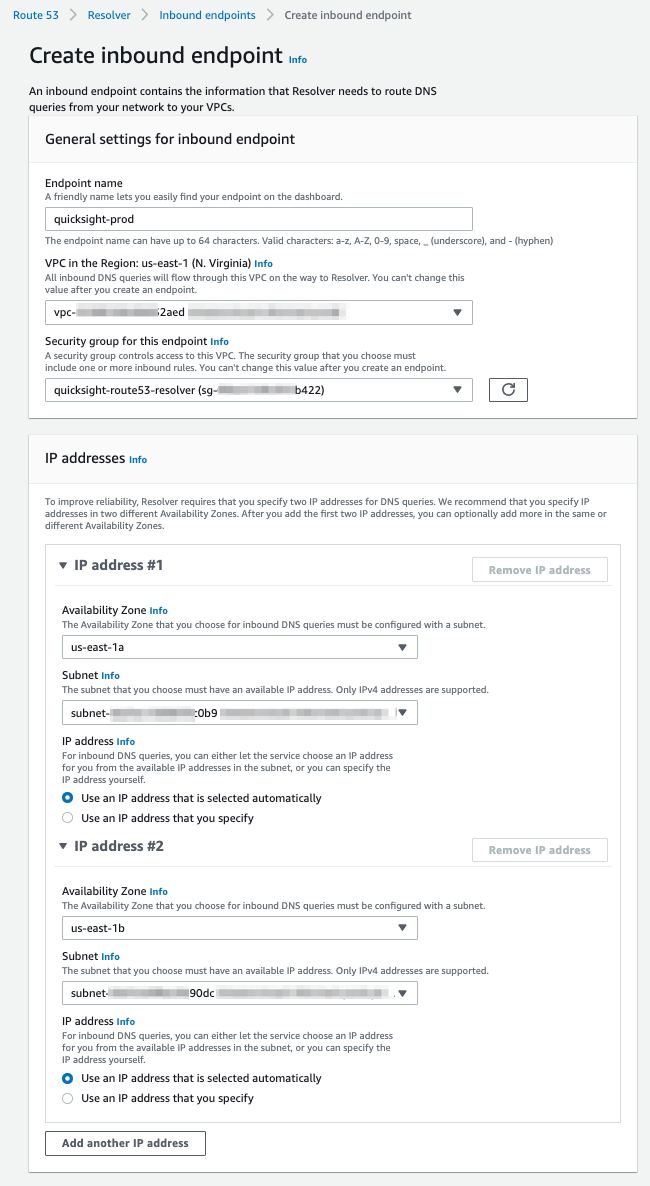 Route 53 > Resolver > Inbound endpoints > Create inbound endpoint
Create inbound endpoint Info
An inbound endpoint contains the information that Resolver needs to route DNS
queries from your network to your VPCs.
General settings for inbound endpoint
Endpoint name
A friendly name lets you easily find your endpoint on the dashboard.
quicksight-prod
The endpoint name can have up to 64 characters. Valid characters: a-z, A-Z, 0-9, space, _ (underscore), and - (hyphen)
VPC in the Region: us-east-1 (N. Virginia) Info
All inbound DNS queries will flow through this VPC on the way to Resolver. You can't change this
value after you create an endpoint.
vpc- 52aed
Security group for this endpoint Info
A security group controls access to this VPC. The security group that you choose must
include one or more inbound rules. You can't change this value after you create an endpoint.
quicksight-route53-resolver (sg- b422)
IP addresses Info
To improve reliability, Resolver requires that you specify two IP addresses for DNS queries. We recommend that you specify IP
addresses in two different Availability Zones. After you add the first two IP addresses, you can optionally add more in the same or
different Availability Zones.
IP address #1 Remove IP address
Availability Zone Info
The Availability Zone that you choose for inbound DNS queries must be configured with a subnet.
us-east-1a
Subnet Info
The subnet that you choose must have an available IP address. Only IPv4 addresses are supported.
subnet- c0b9
IP address Info
For inbound DNS queries, you can either let the service choose an IP address
for you from the available IP addresses in the subnet, or you can specify the
IP address yourself.
Use an IP address that is selected automatically
Use an IP address that you specify
IP address #2 Remove IP address
Availability Zone Info
The Availability Zone that you choose for inbound DNS queries must be configured with a subnet.
us-east-1b
Subnet Info
The subnet that you choose must have an available IP address. Only IPv4 addresses are supported.
subnet- 90dc
IP address Info
For inbound DNS queries, you can either let the service choose an IP address
for you from the available IP addresses in the subnet, or you can specify the
IP address yourself.
Use an IP address that is selected automatically
Use an IP address that you specify
Add another IP address